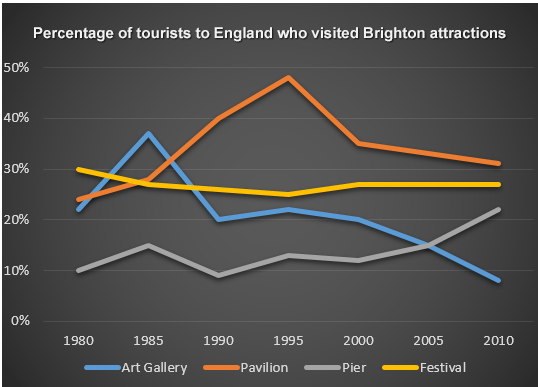 Percentage of tourists to England who visited Brighton attractions
50%
40%
30%
20%
10%
0%
1980 1985 1990 1995 2000 2005 2010
Art Gallery Pavilion Pier Festival